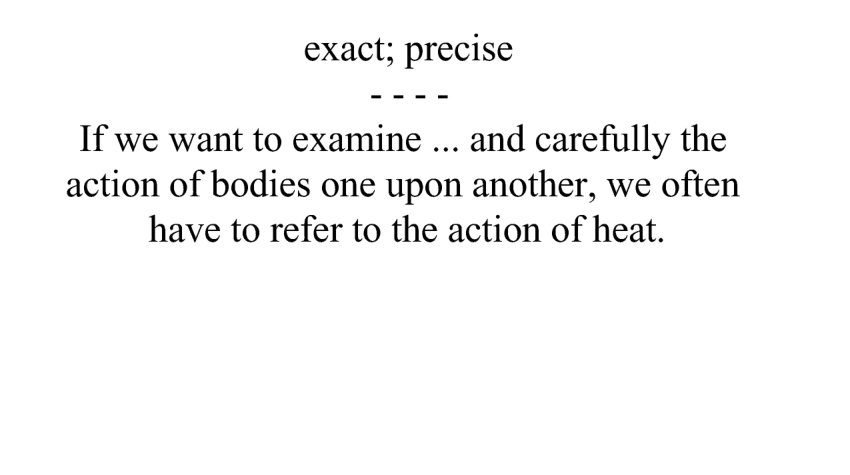 exact; precise
- - - -
If we want to examine ... and carefully the
action of bodies one upon another, we often
have to refer to the action of heat.